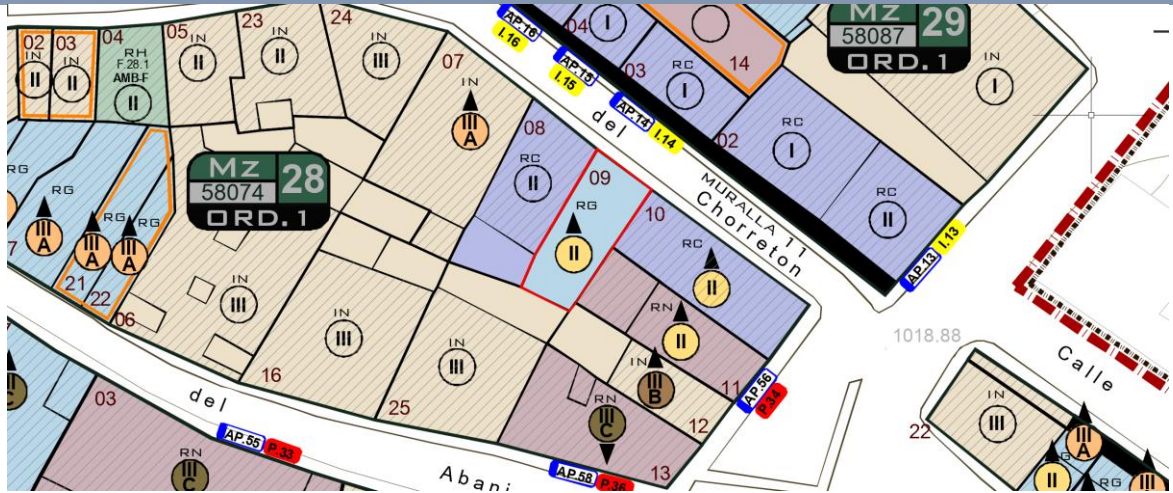 02
03
04
05
23
24
IN
II
IN
II
RH
F.28.1
AMB-F
II
IN
II
IN
II
IN
III
07
IN
III
A
AP.16
I.16
AP.15
I.15
AP.14
I.14
04
I
03
RC
I
14
02
RC
I
RC
II
Mz
58087
29
ORD.1
IN
I
AP.13
I.13
del
MURALLA 11
Chorreton
08
RC
II
09
RG
II
10
RC
II
RN
II
11
IN
III
B
12
RN
III
C
13
AP.56
P.34
Mz
58074
28
ORD.1
RG
III
A
RG
III
A
RG
III
A
7
21
22
06
IN
III
16
IN
III
25
IN
III
del
Abani
AP.55
P.33
AP.58
P.36
03
RN
III
C
C
1018.88
Calle
22
IN
III
III
A
RG
II
RG
III